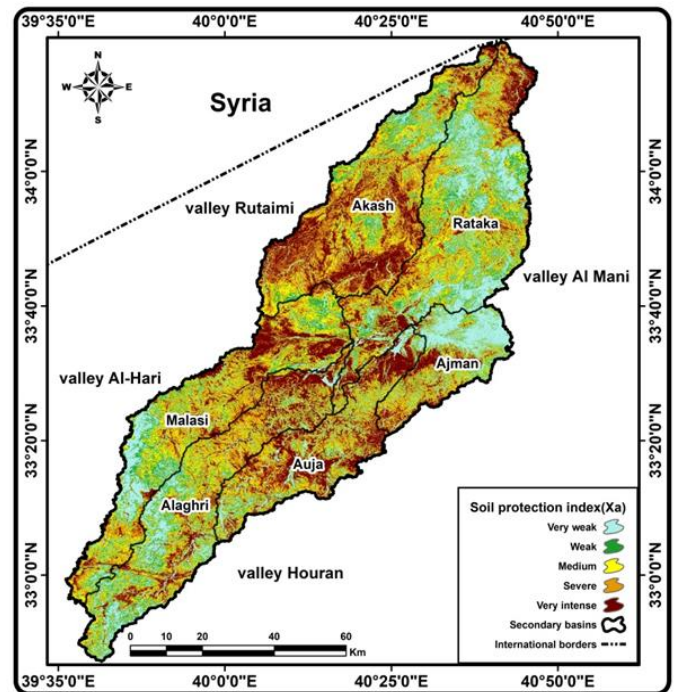 39°35'0"E 40°0'0"E 40°25'0"E 40°50'0"E
N
W E
S
Syria
34°0'0"N 34°0'0"N
valley Rutaimi
Akash
Rataka
valley Al Mani
33°40'0"N 33°40'0"N
Ajman
valley Al-Hari
Malasi
33°20'0"N 33°20'0"N
Auja
Alaghri
valley Houran
33°0'0"N 33°0'0"N
Soil protection index(Xa)
Very weak
Weak
Medium
Severe
Very intense
Secondary basins
International borders
0 10 20 40 60
Km
39°35'0"E 40°0'0"E 40°25'0"E 40°50'0"E